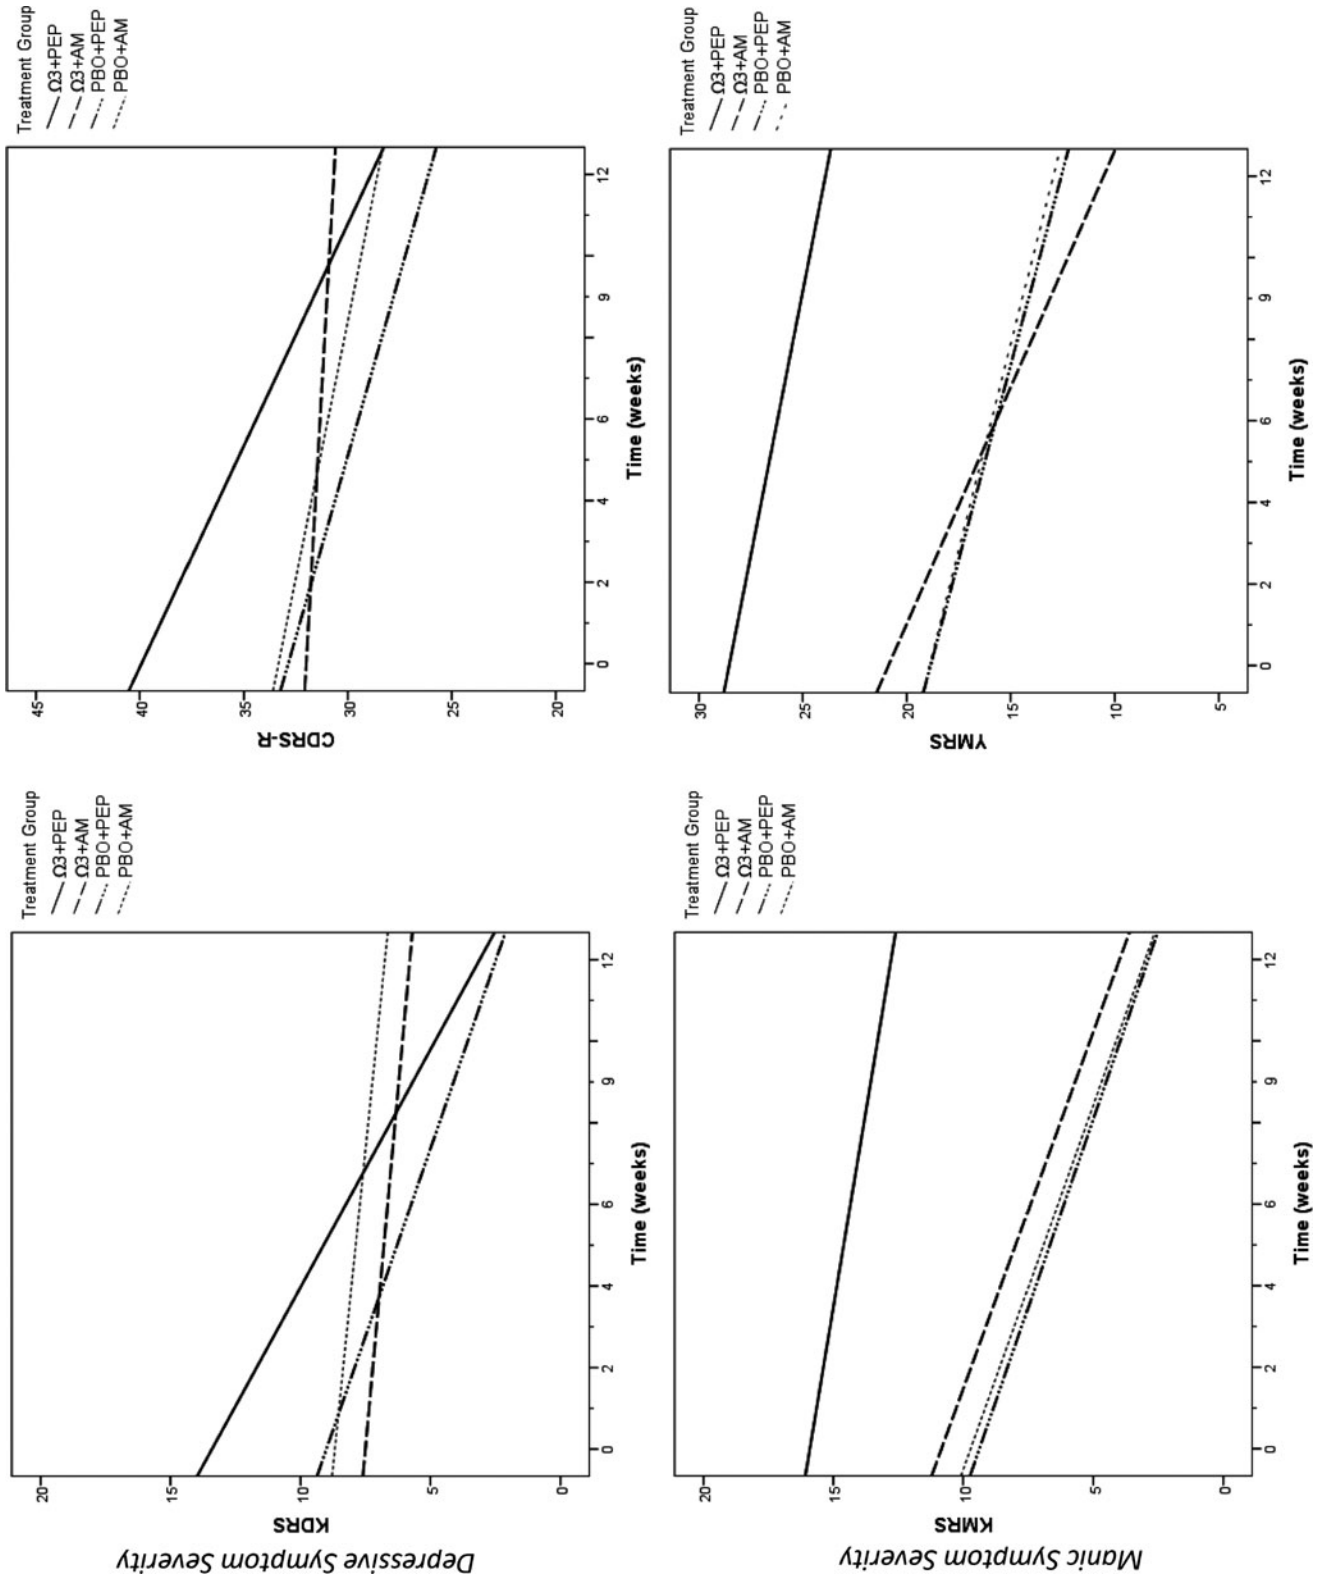 Depressive Symptom Severity
KDRS
20
15
10
5
0
0 2 4 6 9 12
Time (weeks)
Treatment Group
Ω3+PEP
Ω3+AM
PBO+PEP
PBO+AM
CDRS-R
45
40
35
30
25
20
0 2 4 6 9 12
Time (weeks)
Treatment Group
Ω3+PEP
Ω3+AM
PBO+PEP
PBO+AM
Manic Symptom Severity
KMRS
20
15
10
5
0
0 2 4 6 9 12
Time (weeks)
Treatment Group
Ω3+PEP
Ω3+AM
PBO+PEP
PBO+AM
YMRS
30
25
20
15
10
5
0 2 4 6 9 12
Time (weeks)
Treatment Group
Ω3+PEP
Ω3+AM
PBO+PEP
PBO+AM